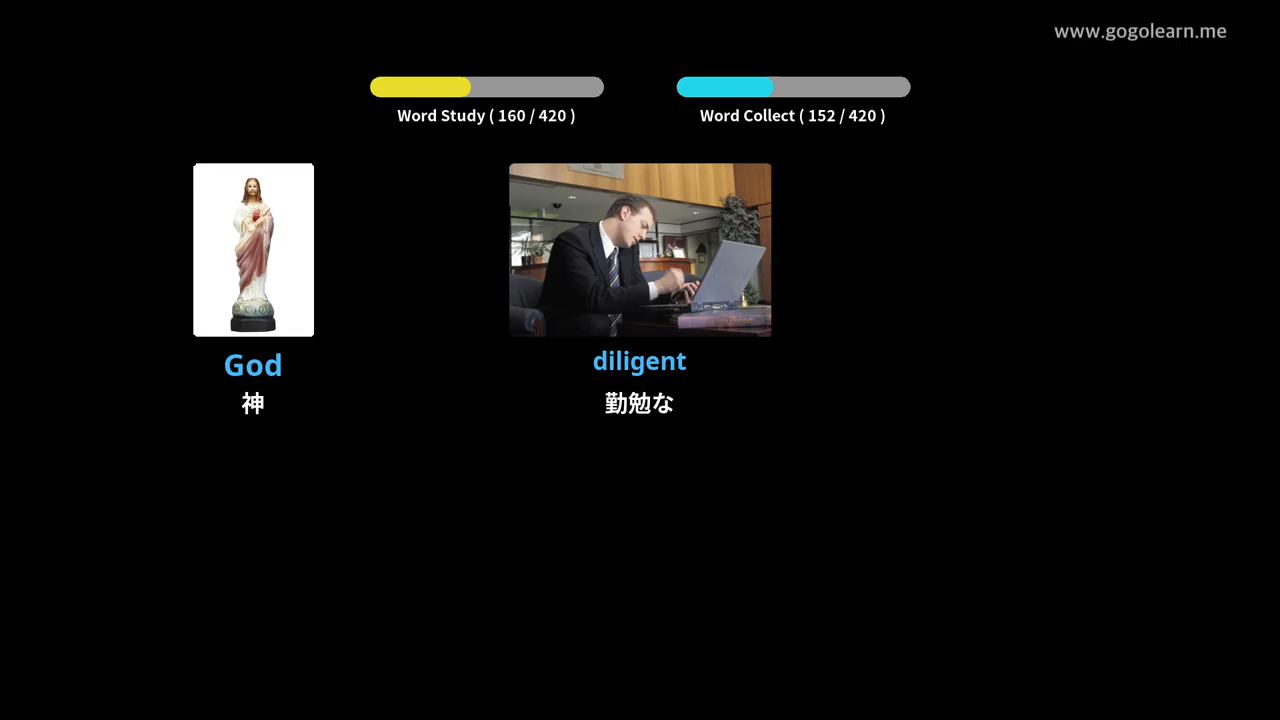 www.gogolearn.me
Word Study ( 160 / 420 )
Word Collect ( 152 / 420 )
God
神
diligent
勤勉な